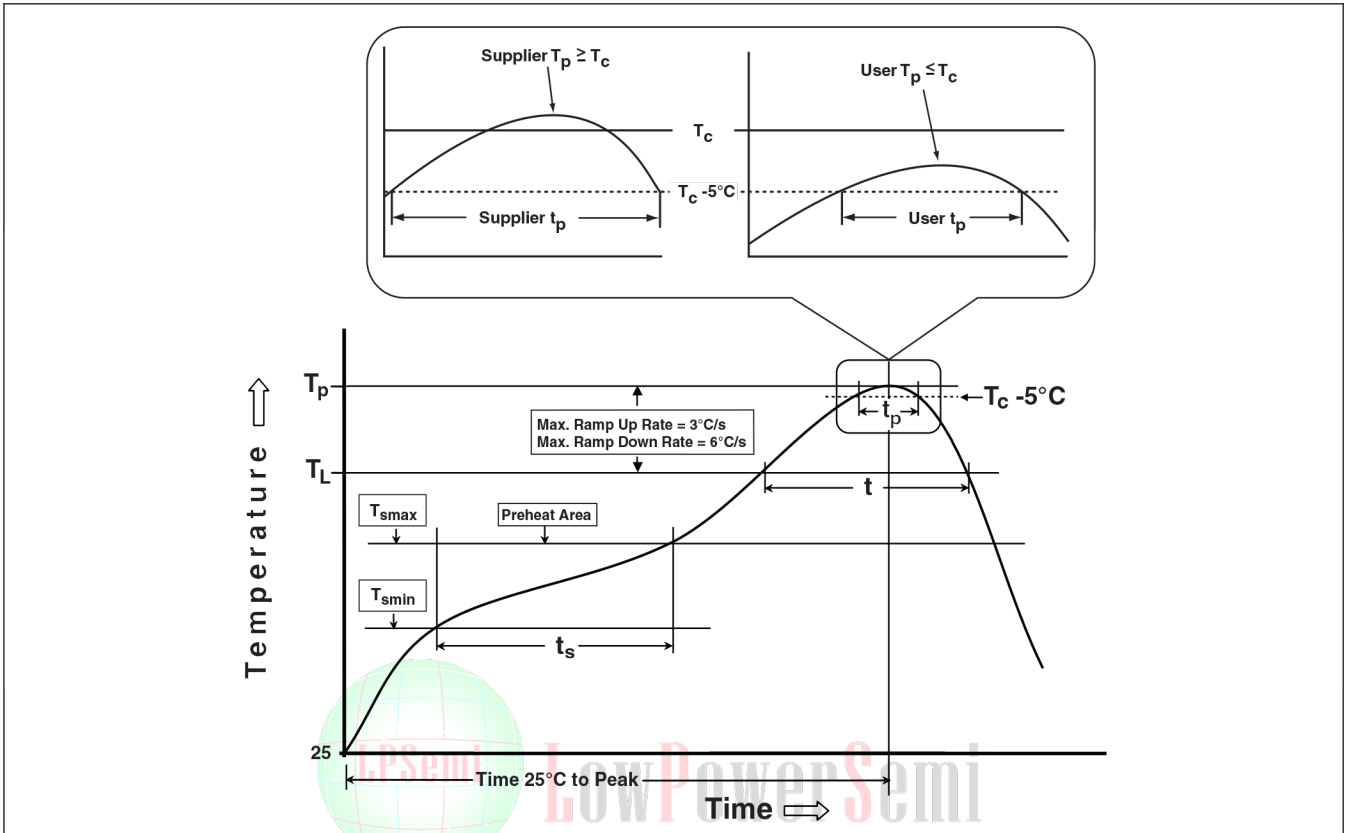 Supplier Tp ≥ Tc
User Tp ≤ Tc
Tc
Tc -5°C
Supplier tp
User tp
Tp
Tc -5°C
tp
Max. Ramp Up Rate = 3°C/s
Max. Ramp Down Rate = 6°C/s
TL
t
Tsmax
Preheat Area
Tsmin
ts
Temperature
25
LPSemi
LowPowerSemi
Time 25°C to Peak
Time